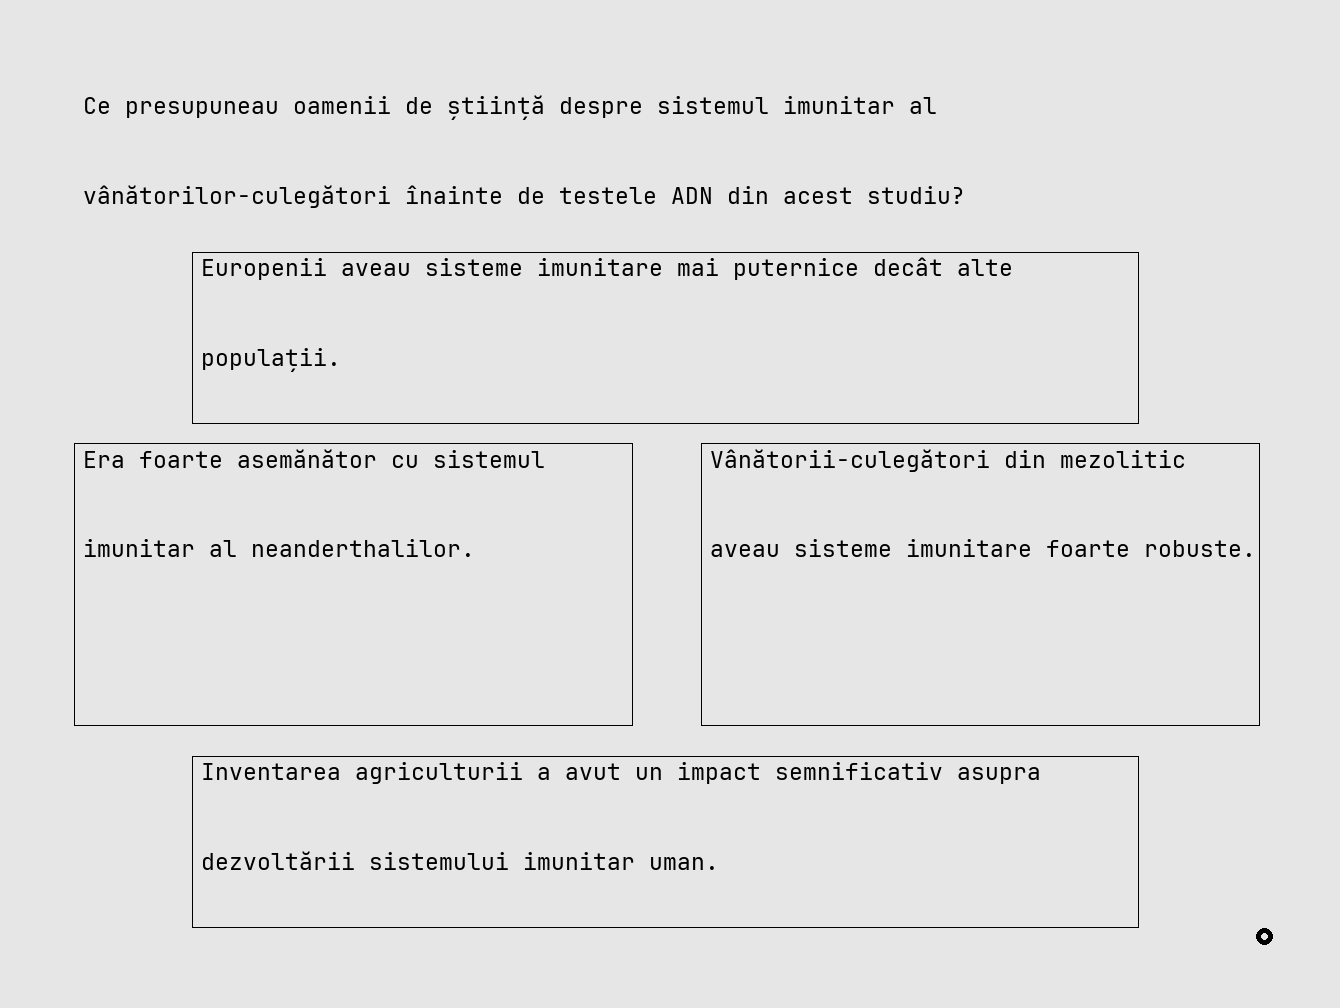 Ce presupuneau oamenii de știință despre sistemul imunitar al
vânătorilor-culegători înainte de testele ADN din acest studiu?
Europenii aveau sisteme imunitare mai puternice decât alte
populații.
Era foarte asemănător cu sistemul
imunitar al neanderthalilor.
Vânătorii-culegători din mezolitic
aveau sisteme imunitare foarte robuste.
Inventarea agriculturii a avut un impact semnificativ asupra
dezvoltării sistemului imunitar uman.